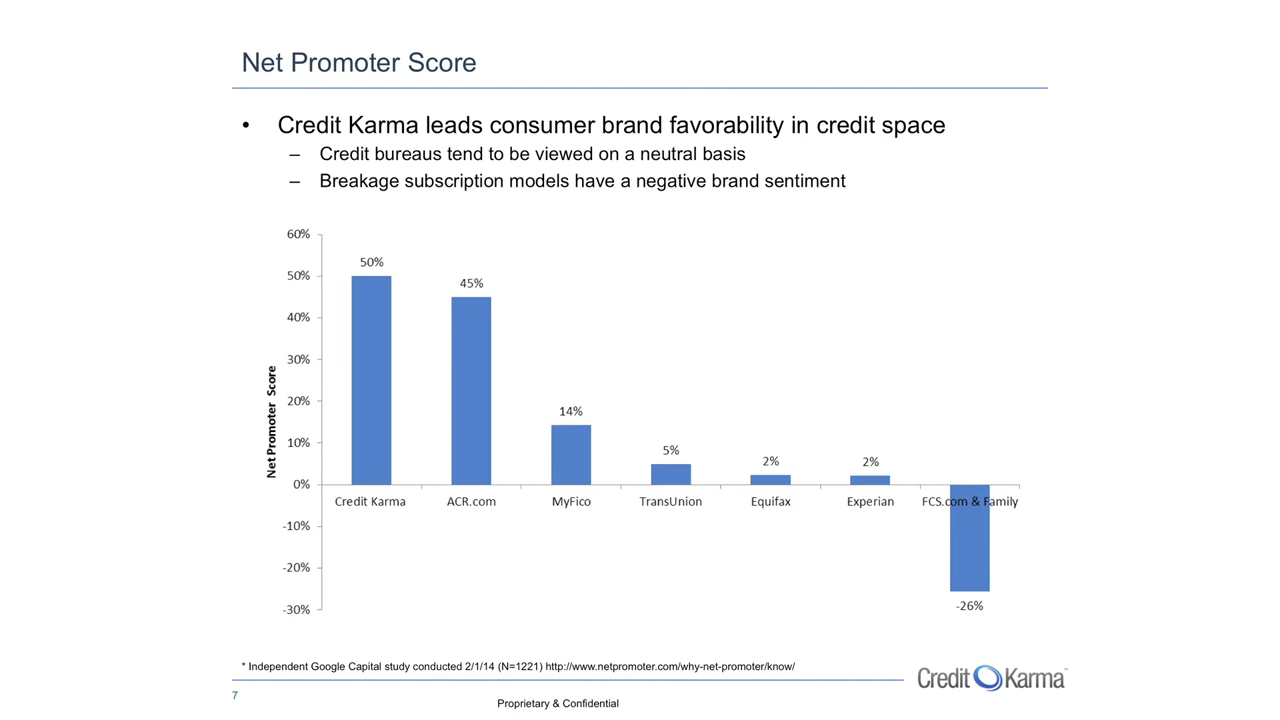 Net Promoter Score
• Credit Karma leads consumer brand favorability in credit space
– Credit bureaus tend to be viewed on a neutral basis
– Breakage subscription models have a negative brand sentiment
Net Promoter Score
60%
50%
40%
30%
20%
10%
0%
-10%
-20%
-30%
50%
45%
14%
5%
2%
2%
-26%
Credit Karma
ACR.com
MyFico
TransUnion
Equifax
Experian
FCS.com & Family
* Independent Google Capital study conducted 2/1/14 (N=1221) http://www.netpromoter.com/why-net-promoter/know/
Credit Karma™
7
Proprietary & Confidential